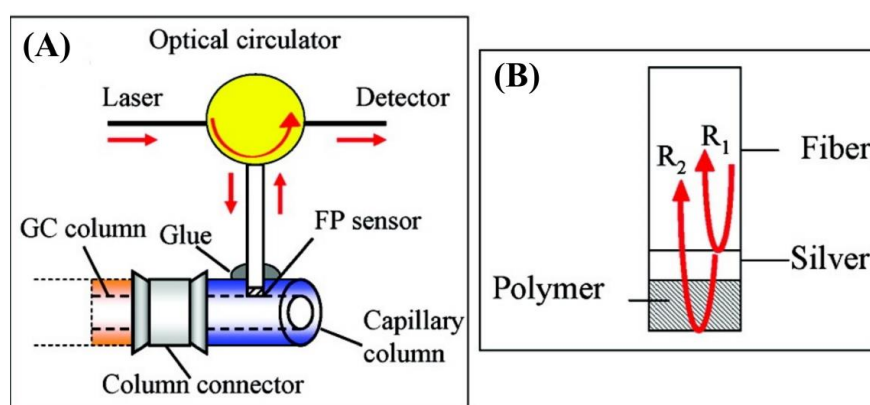 (A)
Optical circulator
Laser
Detector
GC column
Glue
FP sensor
Capillary
column
Column connector
(B)
R2
R1
Fiber
Silver
Polymer